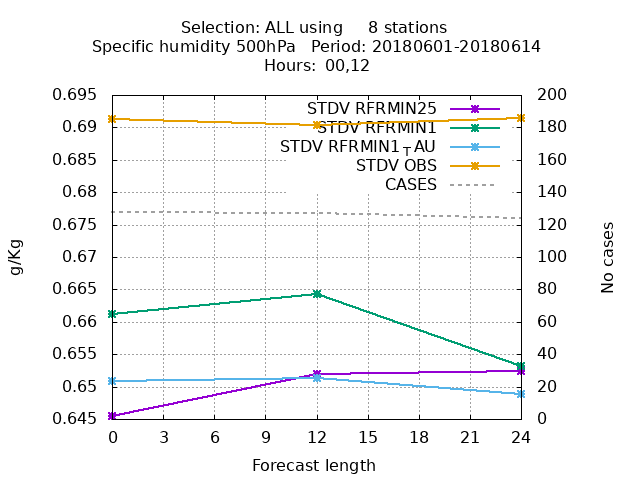 Selection: ALL using 8 stations
Specific humidity 500hPa Period: 20180601-20180614
Hours: 00,12
0.695
0.69
0.685
0.68
0.675
0.67
0.665
0.66
0.655
0.65
0.645
g/Kg
STDV RFRMIN25
STDV RFRMIN1
STDV RFRMIN1TAU
STDV OBS
CASES
200
180
160
140
120
100
80
60
40
20
0
No cases
0 3 6 9 12 15 18 21 24
Forecast length